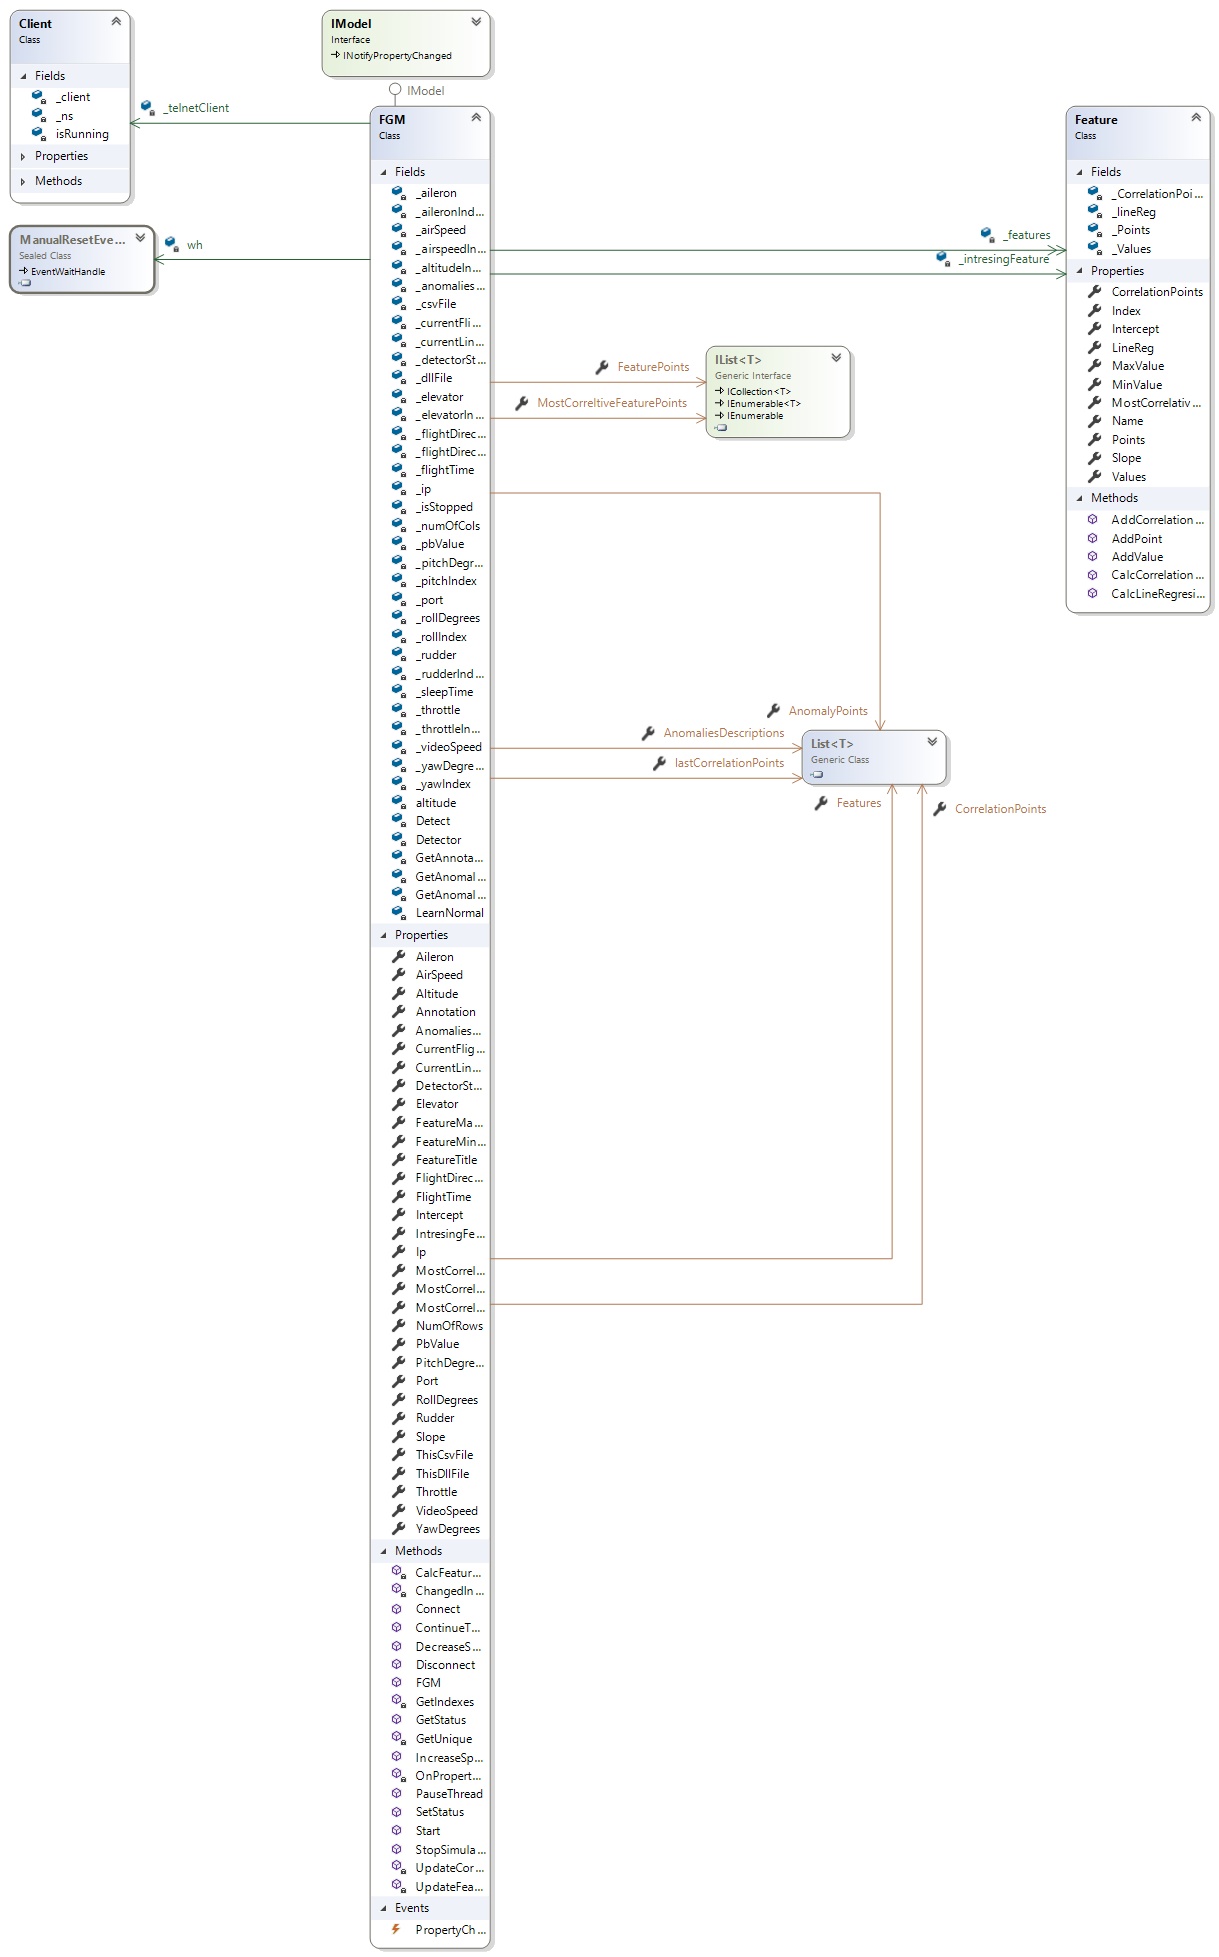 Client
Class
Fields
_client
_ns
isRunning
Properties
Methods
IModel
Interface
INotifyPropertyChanged
IModel
_telnetClient
ManualResetEve...
Sealed Class
EventWaitHandle
wh
FGM
Class
Fields
_aileron
_aileronInd...
_airSpeed
_airspeedIn...
_altitudeIn...
_anomalies...
_csvFile
_currentFli...
_currentLin...
_detectorSt...
_dllFile
_elevator
_elevatorIn...
_flightDirec...
_flightDirec...
_flightTime
_ip
_isStopped
_numOfCols
_pbValue
_pitchDegr...
_pitchIndex
_port
_rollDegrees
_rollIndex
_rudder
_rudderInd...
_sleepTime
_throttle
_throttleIn...
_videoSpeed
_yawDegre...
_yawIndex
altitude
Detect
Detector
GetAnnota...
GetAnomal...
GetAnomal...
LearnNormal
Properties
Aileron
AirSpeed
Altitude
Annotation
Anomalies...
CurrentFlig...
CurrentLin...
DetectorSt...
Elevator
FeatureMa...
FeatureMin...
FeatureTitle
FlightDirec...
FlightTime
Intercept
IntresingFe...
Ip
MostCorrel...
MostCorrel...
MostCorrel...
NumOfRows
PbValue
PitchDegre...
Port
RollDegrees
Rudder
Slope
ThisCsvFile
ThisDllFile
Throttle
VideoSpeed
YawDegrees
Methods
CalcFeatur...
ChangedIn...
Connect
ContinueT...
DecreaseS...
Disconnect
FGM
GetIndexes
GetStatus
GetUnique
IncreaseSp...
OnPropert...
PauseThread
SetStatus
Start
StopSimula...
UpdateCor...
UpdateFea...
Events
PropertyCh...
_features
_intresingFeature
FeaturePoints
MostCorreltiveFeaturePoints
IList<T>
Generic Interface
ICollection<T>
IEnumerable<T>
IEnumerable
AnomalyPoints
AnomaliesDescriptions
lastCorrelationPoints
List<T>
Generic Class
Features
CorrelationPoints
Feature
Class
Fields
_CorrelationPoi...
_lineReg
_Points
_Values
Properties
CorrelationPoints
Index
Intercept
LineReg
MaxValue
MinValue
MostCorrelativ...
Name
Points
Slope
Values
Methods
AddCorrelation...
AddPoint
AddValue
CalcCorrelation...
CalcLineRegresi...